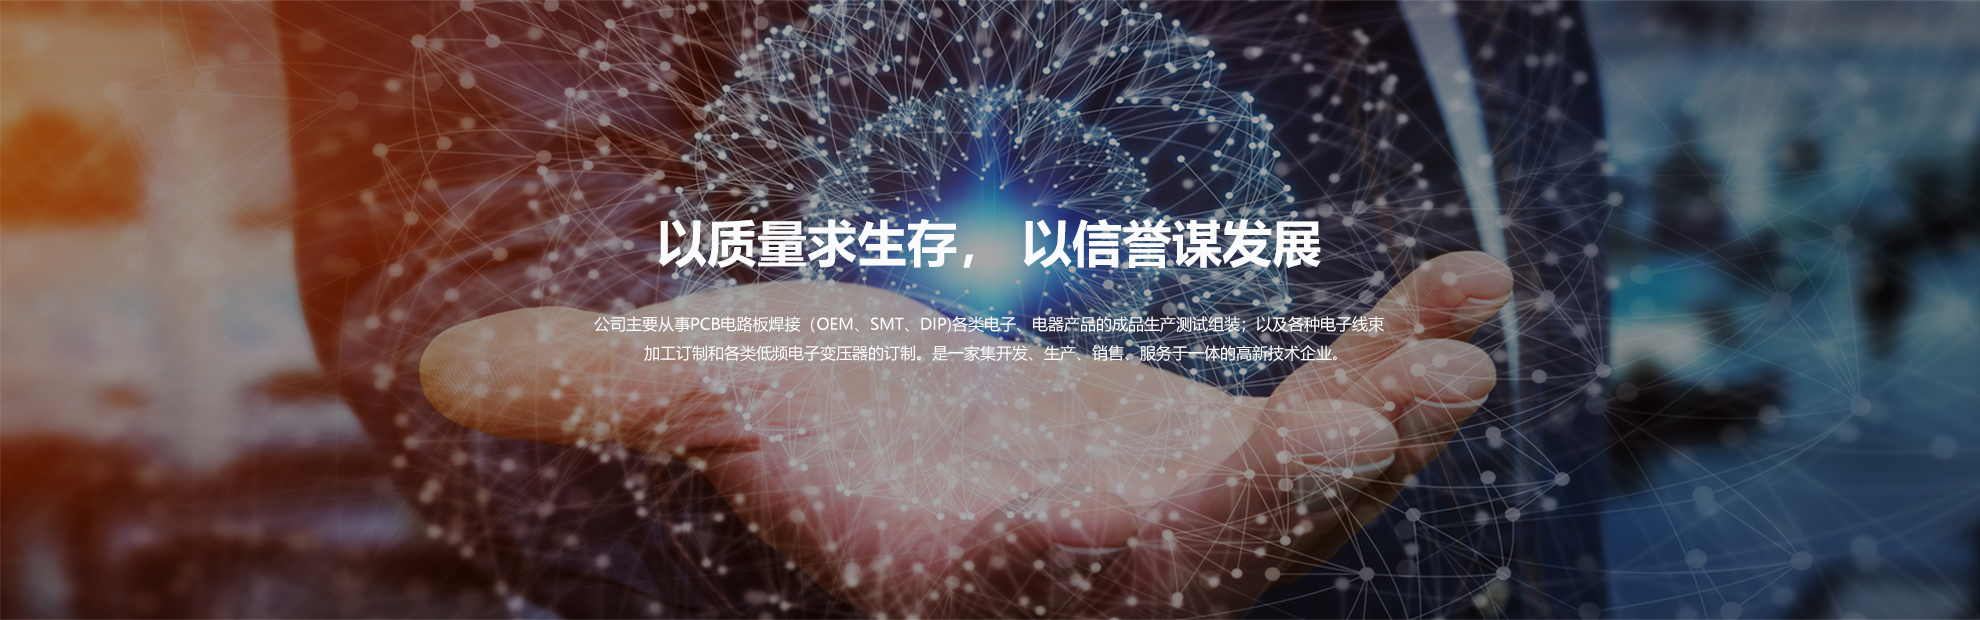 以质量求生存， 以信誉谋发展
公司主要从事PCB电路板焊接（OEM、SMT、DIP)各类电子、电器产品的成品生产测试组装；以及各种电子线束
加工订制和各类低频电子变压器的订制。是一家集开发、生产、销售、服务于一体的高新技术企业。